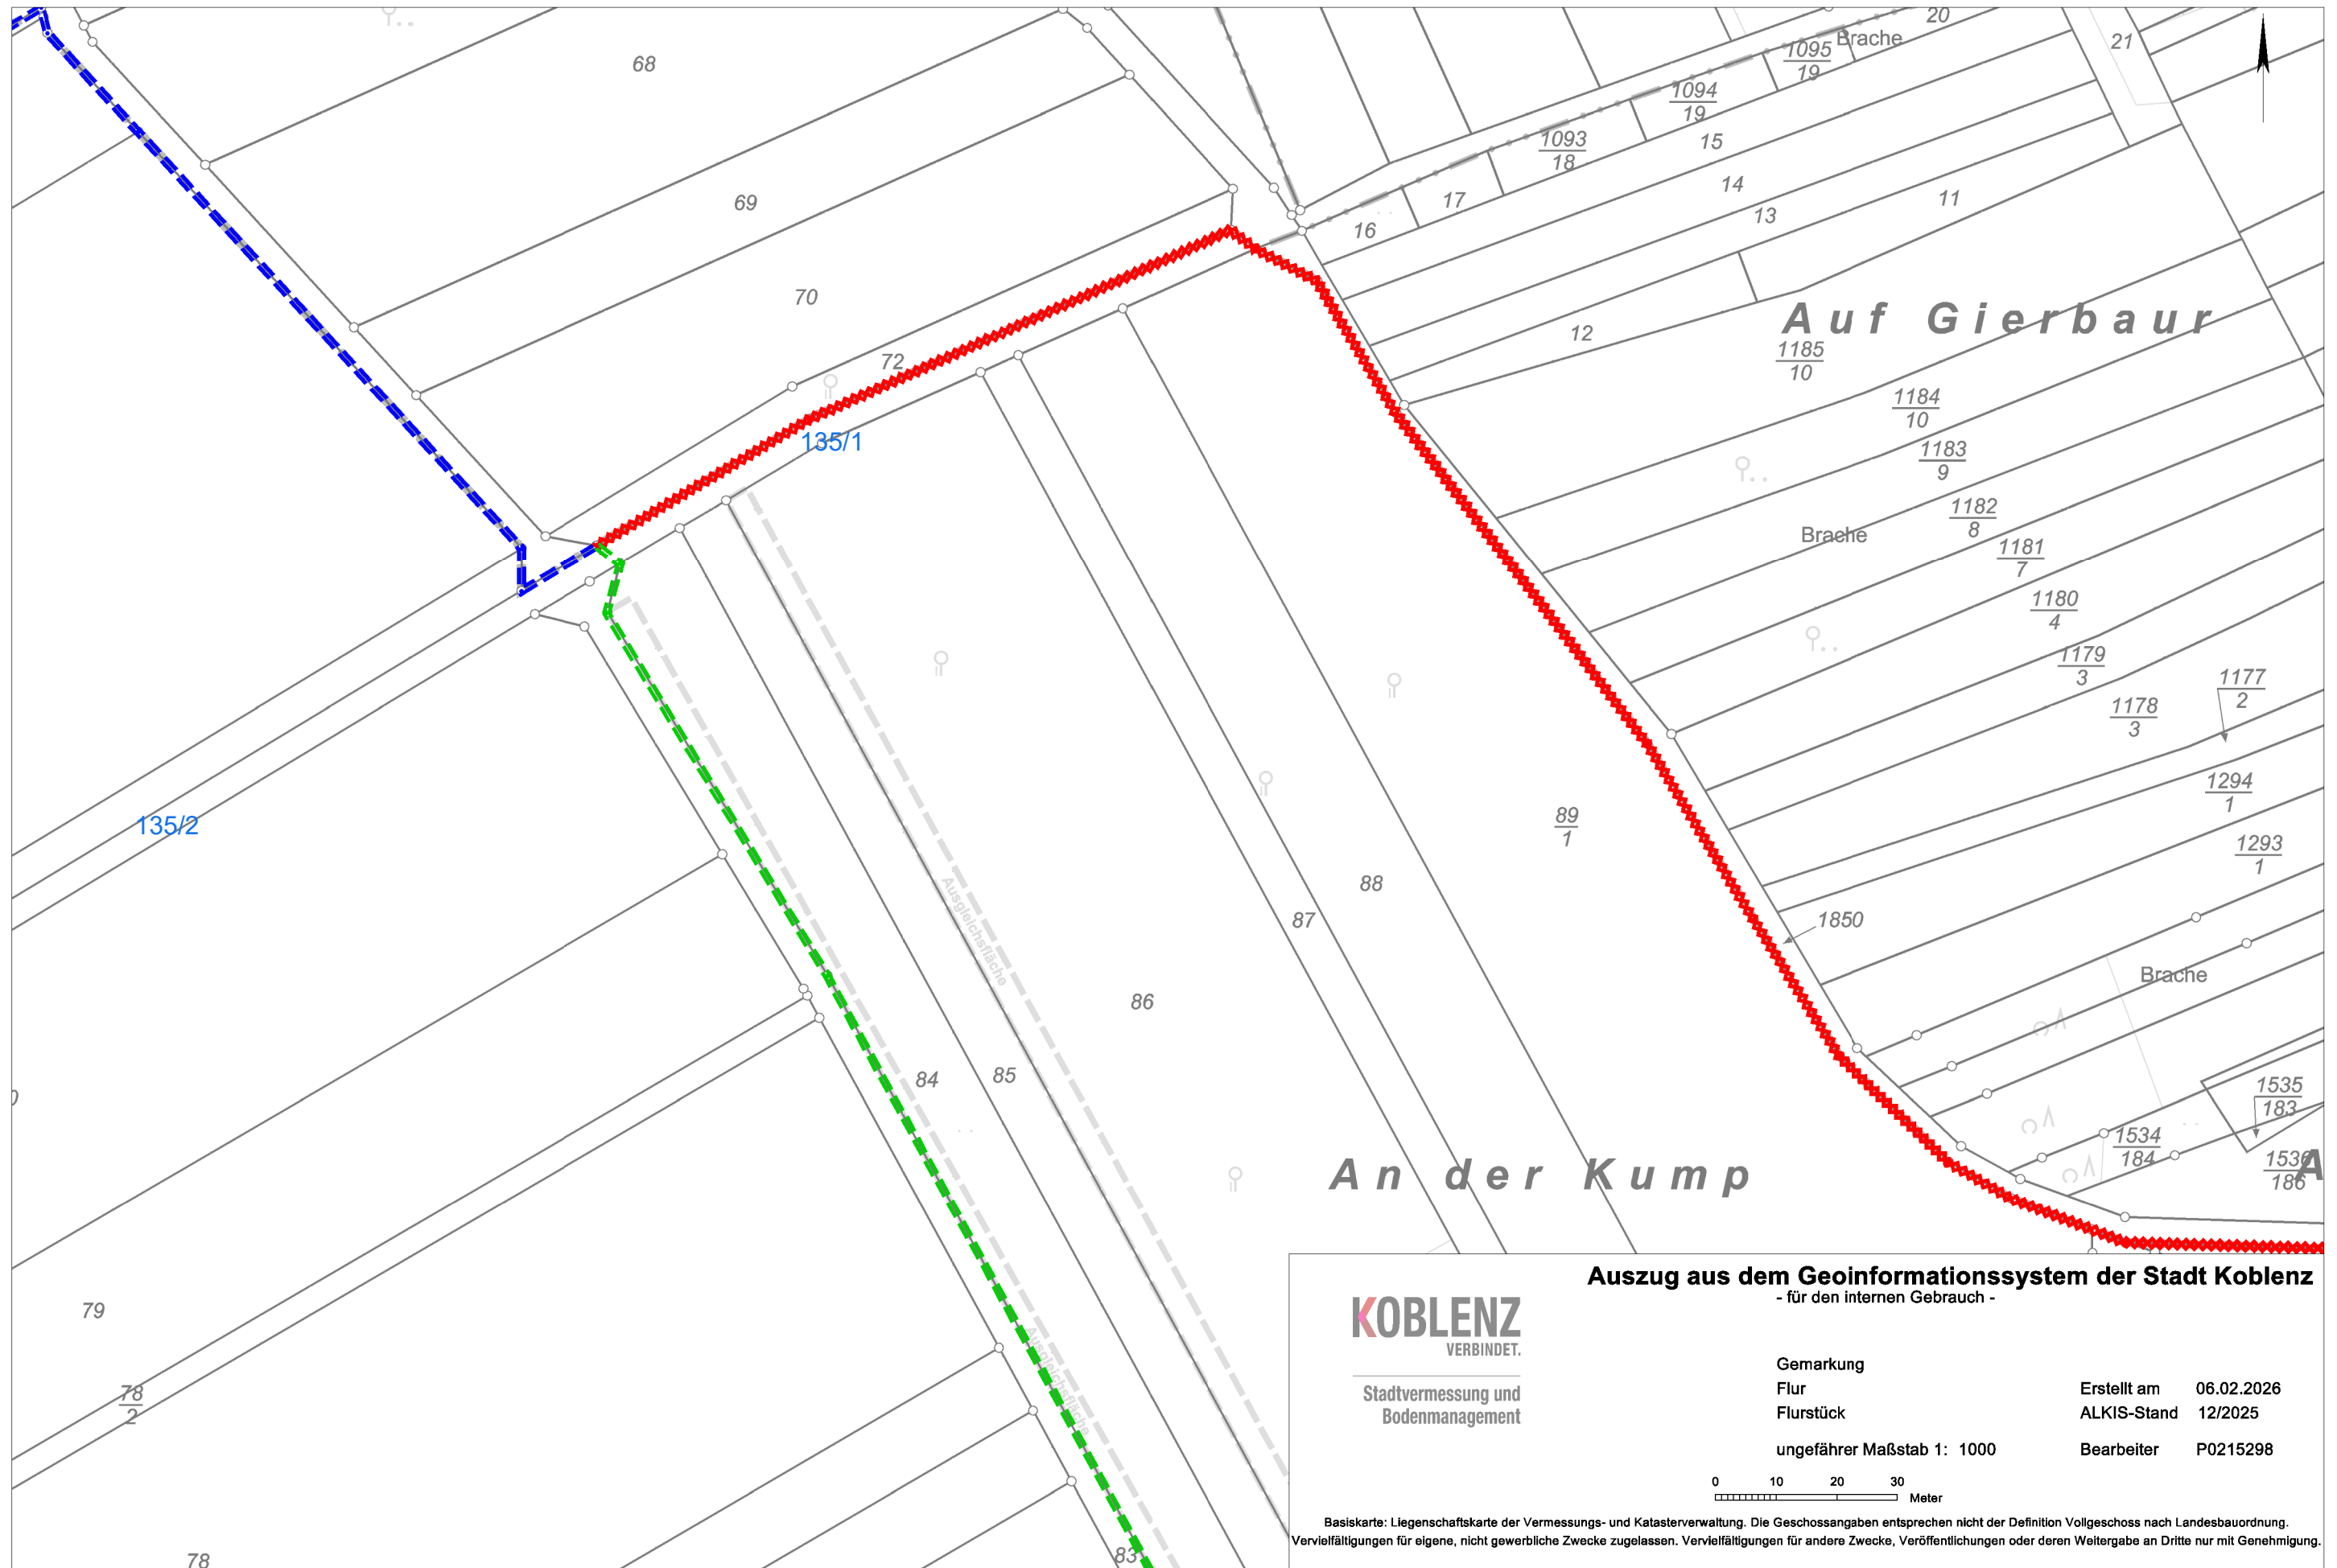 20
Brache
21
68
1095
19
1094
19
1093
18
15
14
69
17
11
13
16
70
Auf Gierbaur
12
1185
10
72
1184
10
135/1
1183
9
1182
8
Brache
1181
7
1180
4
1179
3
1177
2
1178
3
1294
1
135/2
89
1
1293
1
88
87
1850
Ausgleichsfläche
Brache
86
84
85
1535
183
1534
184
1536
186
A
An der Kump
79
78
2
Ausgleichsfläche
78
83
Auszug aus dem Geoinformationssystem der Stadt Koblenz
- für den internen Gebrauch -
KOBLENZ
VERBINDET.
Stadtvermessung und
Bodenmanagement
Gemarkung
Flur
Erstellt am 06.02.2026
Flurstück
ALKIS-Stand 12/2025
ungefährer Maßstab 1: 1000
Bearbeiter P0215298
0 10 20 30
Meter
Basiskarte: Liegenschaftskarte der Vermessungs- und Katasterverwaltung. Die Geschossangaben entsprechen nicht der Definition Vollgeschoss nach Landesbauordnung.
Vervielfältigungen für eigene, nicht gewerbliche Zwecke zugelassen. Vervielfältigungen für andere Zwecke, Veröffentlichungen oder deren Weitergabe an Dritte nur mit Genehmigung.